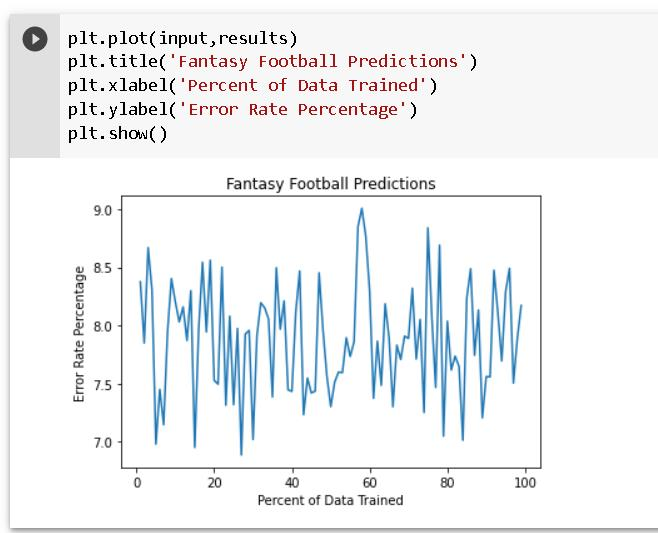 plt.plot(input,results)
plt.title('Fantasy Football Predictions')
plt.xlabel('Percent of Data Trained')
plt.ylabel('Error Rate Percentage')
plt.show()
Fantasy Football Predictions
9.0
8.5
8.0
7.5
7.0
Error Rate Percentage
0 20 40 60 80 100
Percent of Data Trained